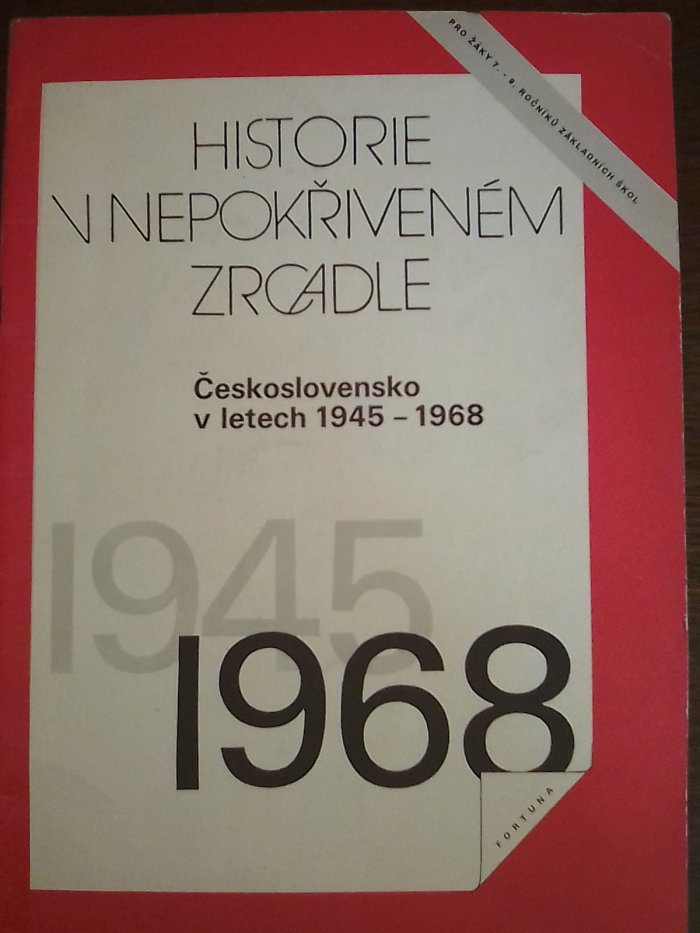 PRO ŽÁKY 7. - 9. ROČNÍKŮ ZÁKLADNÍCH ŠKOL
HISTORIE
V NEPOKŘIVENÉM
ZRCADLE
Československo
v letech 1945 – 1968
1945
1968
FORTUNA